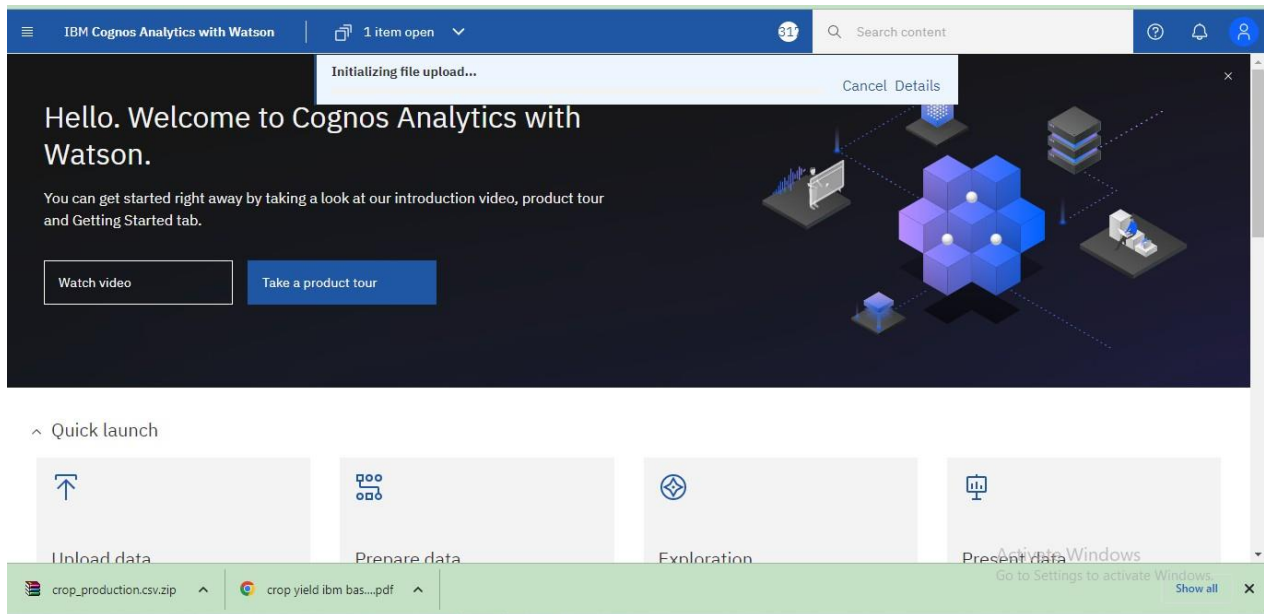 IBM Cognos Analytics with Watson
1 item open
Search content
Initializing file upload...
Cancel Details
Hello. Welcome to Cognos Analytics with
Watson.
You can get started right away by taking a look at our introduction video, product tour
and Getting Started tab.
Watch video
Take a product tour
Quick launch
Upload data
Prepare data
Exploration
Present data
Activate Windows
Go to Settings to activate Windows.
crop_production.csv.zip
crop yield ibm bas....pdf
Show all